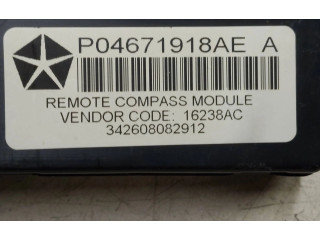 P04671918AE A
REMOTE COMPASS MODULE
VENDOR CODE: 16238AC
342608082912